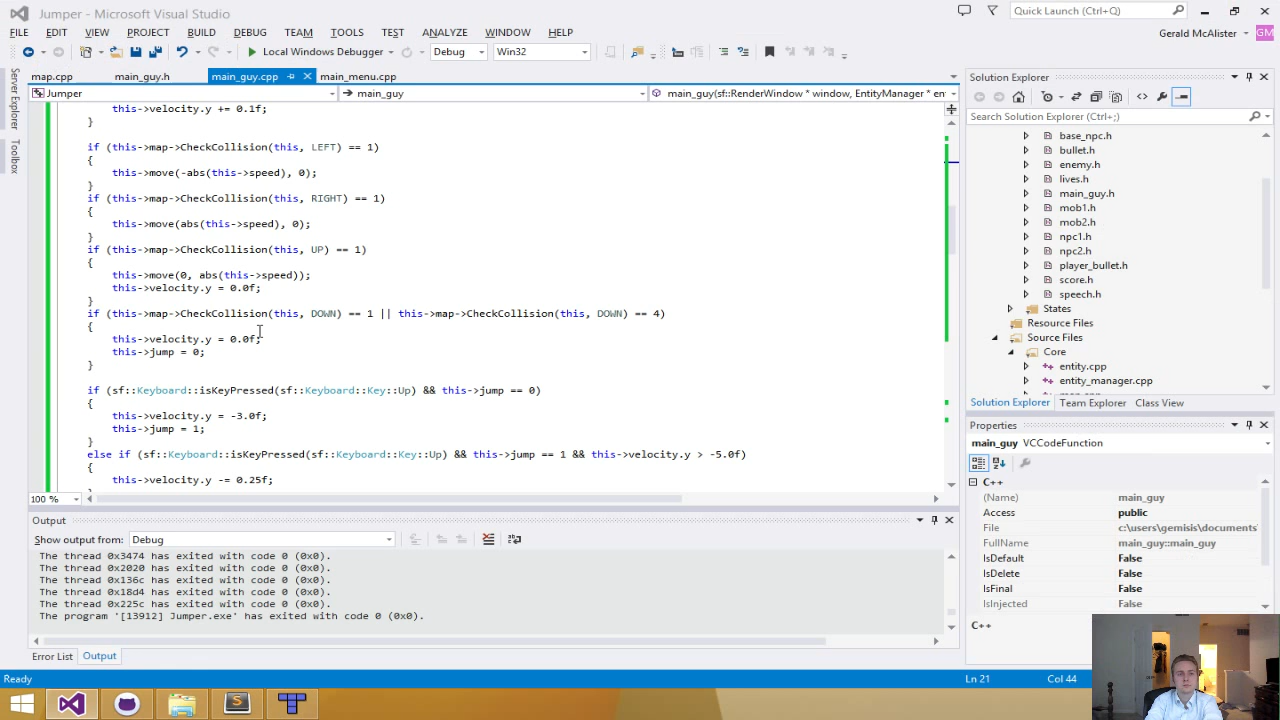 Jumper - Microsoft Visual Studio
Quick Launch (Ctrl+Q)
FILE EDIT VIEW PROJECT BUILD DEBUG TEAM TOOLS TEST ANALYZE WINDOW HELP
Gerald McAlister GM
Local Windows Debugger Debug Win32
Server Explorer
Toolbox
map.cpp main_guy.h main_guy.cpp main_menu.cpp
Jumper main_guy main_guy(sf::RenderWindow * window, EntityManager * ent
this->velocity.y += 0.1f;
}
if (this->map->CheckCollision(this, LEFT) == 1)
{
this->move(-abs(this->speed), 0);
}
if (this->map->CheckCollision(this, RIGHT) == 1)
{
this->move(abs(this->speed), 0);
}
if (this->map->CheckCollision(this, UP) == 1)
{
this->move(0, abs(this->speed));
this->velocity.y = 0.0f;
}
if (this->map->CheckCollision(this, DOWN) == 1 || this->map->CheckCollision(this, DOWN) == 4)
{
this->velocity.y = 0.0f;
this->jump = 0;
}
if (sf::Keyboard::isKeyPressed(sf::Keyboard::Key::Up) && this->jump == 0)
{
this->velocity.y = -3.0f;
this->jump = 1;
}
else if (sf::Keyboard::isKeyPressed(sf::Keyboard::Key::Up) && this->jump == 1 && this->velocity.y > -5.0f)
{
this->velocity.y -= 0.25f;
100 %
Output
Show output from: Debug
The thread 0x3474 has exited with code 0 (0x0).
The thread 0x2020 has exited with code 0 (0x0).
The thread 0x136c has exited with code 0 (0x0).
The thread 0x18d4 has exited with code 0 (0x0).
The thread 0x225c has exited with code 0 (0x0).
The program '[13912] Jumper.exe' has exited with code 0 (0x0).
Error List Output
Solution Explorer
Search Solution Explorer (Ctrl+;)
base_npc.h
bullet.h
enemy.h
lives.h
main_guy.h
mob1.h
mob2.h
npc1.h
npc2.h
player_bullet.h
score.h
speech.h
States
Resource Files
Source Files
Core
entity.cpp
entity_manager.cpp
Solution Explorer Team Explorer Class View
Properties
main_guy VCCodeFunction
C++
(Name) main_guy
Access public
File c:\users\gemisis\documents
FullName main_guy::main_guy
IsDefault False
IsDelete False
IsFinal False
IsInjected False
C++
Ready Ln 21 Col 44